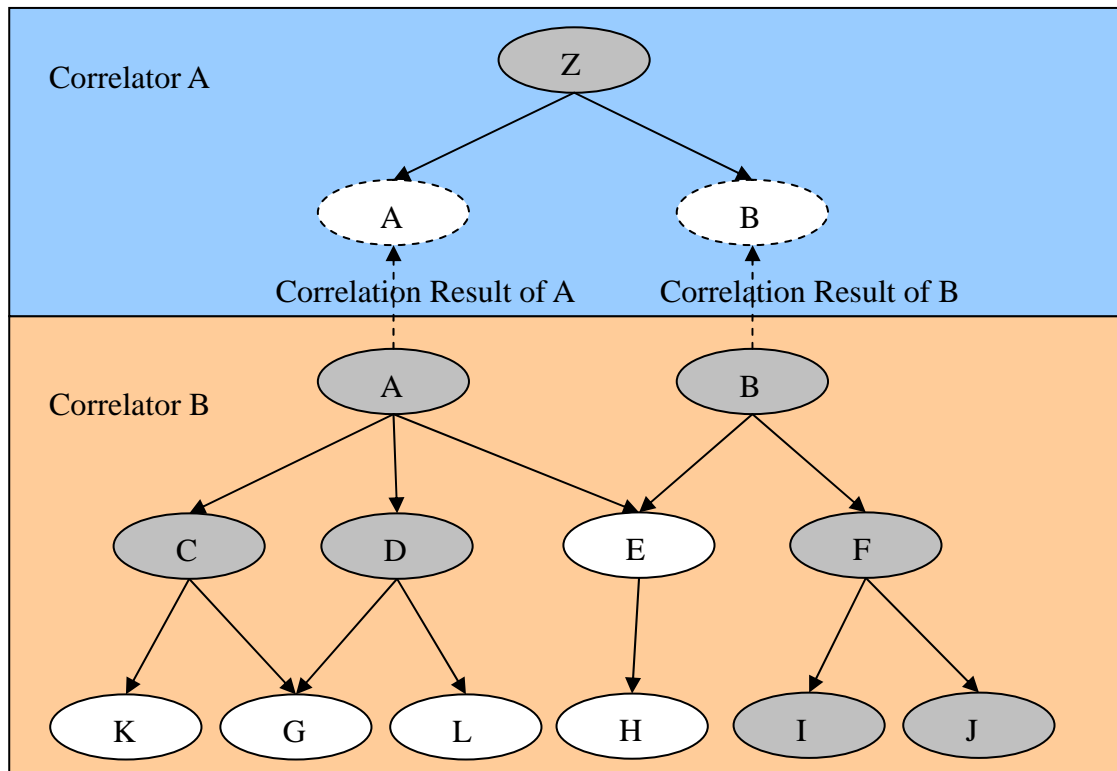 Z
Correlator A
A
B
Correlation Result of A
Correlation Result of B
A
B
Correlator B
C
D
E
F
K
G
L
H
I
J